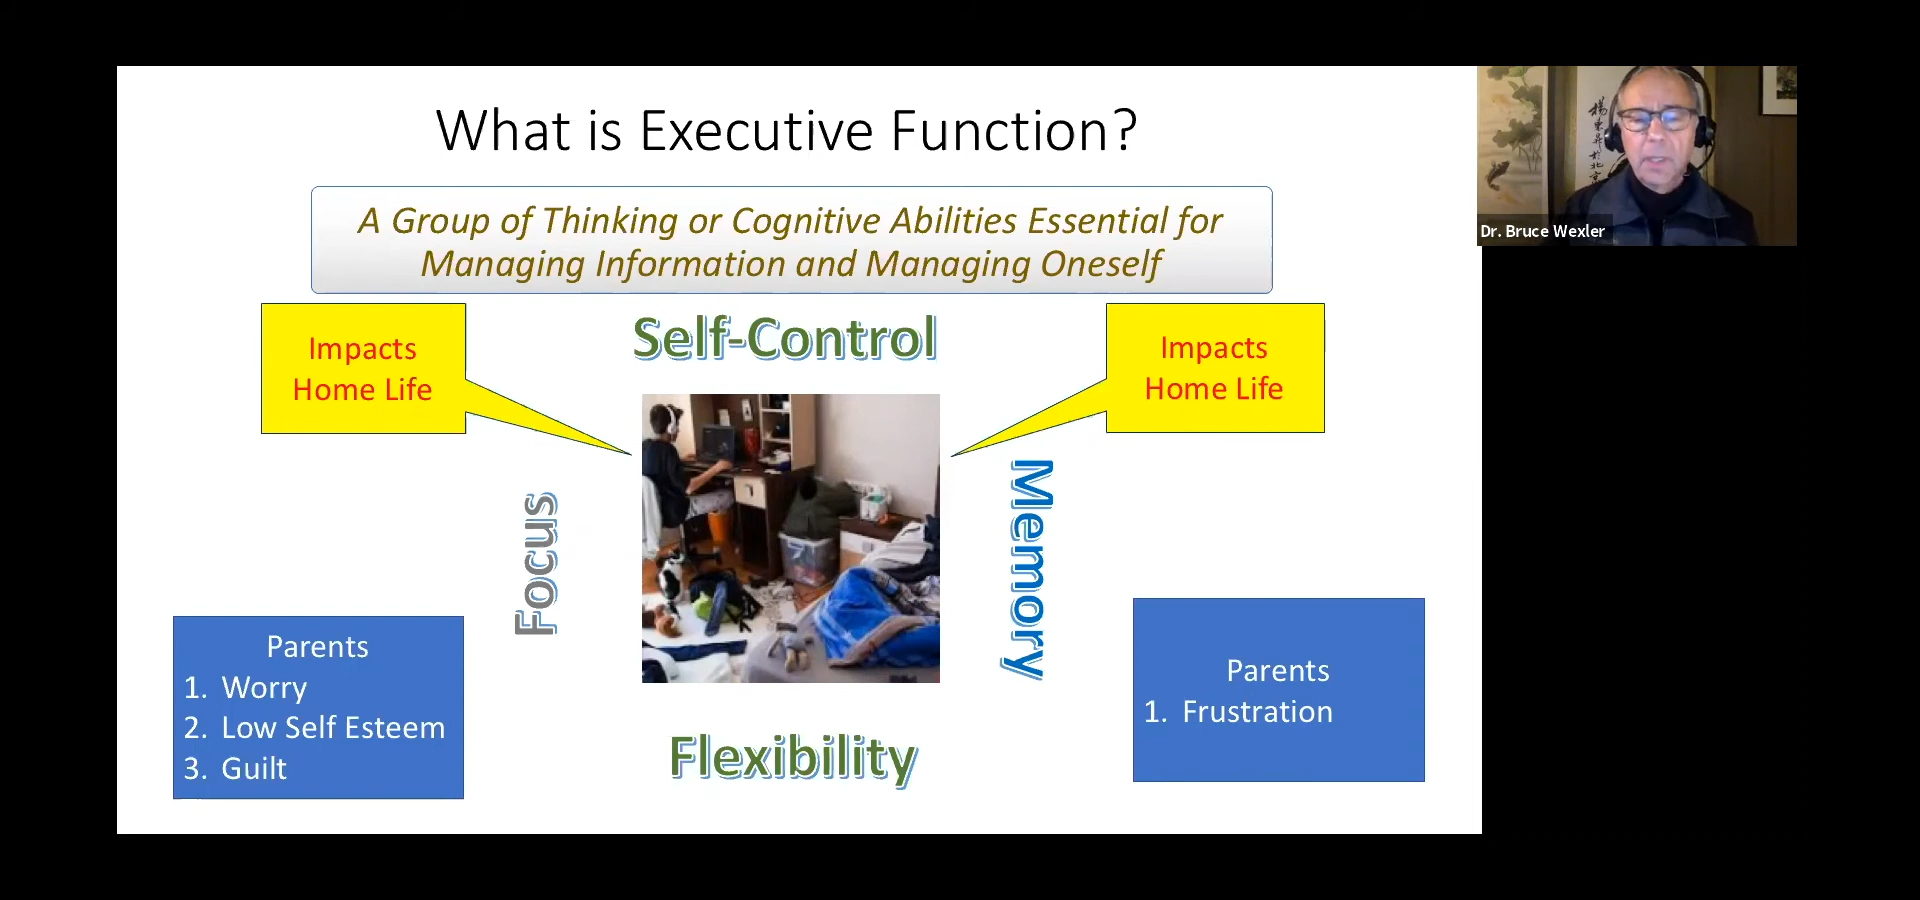 What is Executive Function?
A Group of Thinking or Cognitive Abilities Essential for
Managing Information and Managing Oneself
Impacts
Home Life
Self-Control
Impacts
Home Life
Focus
Memory
Parents
1. Worry
2. Low Self Esteem
3. Guilt
Flexibility
Parents
1. Frustration
Dr. Bruce Wexler